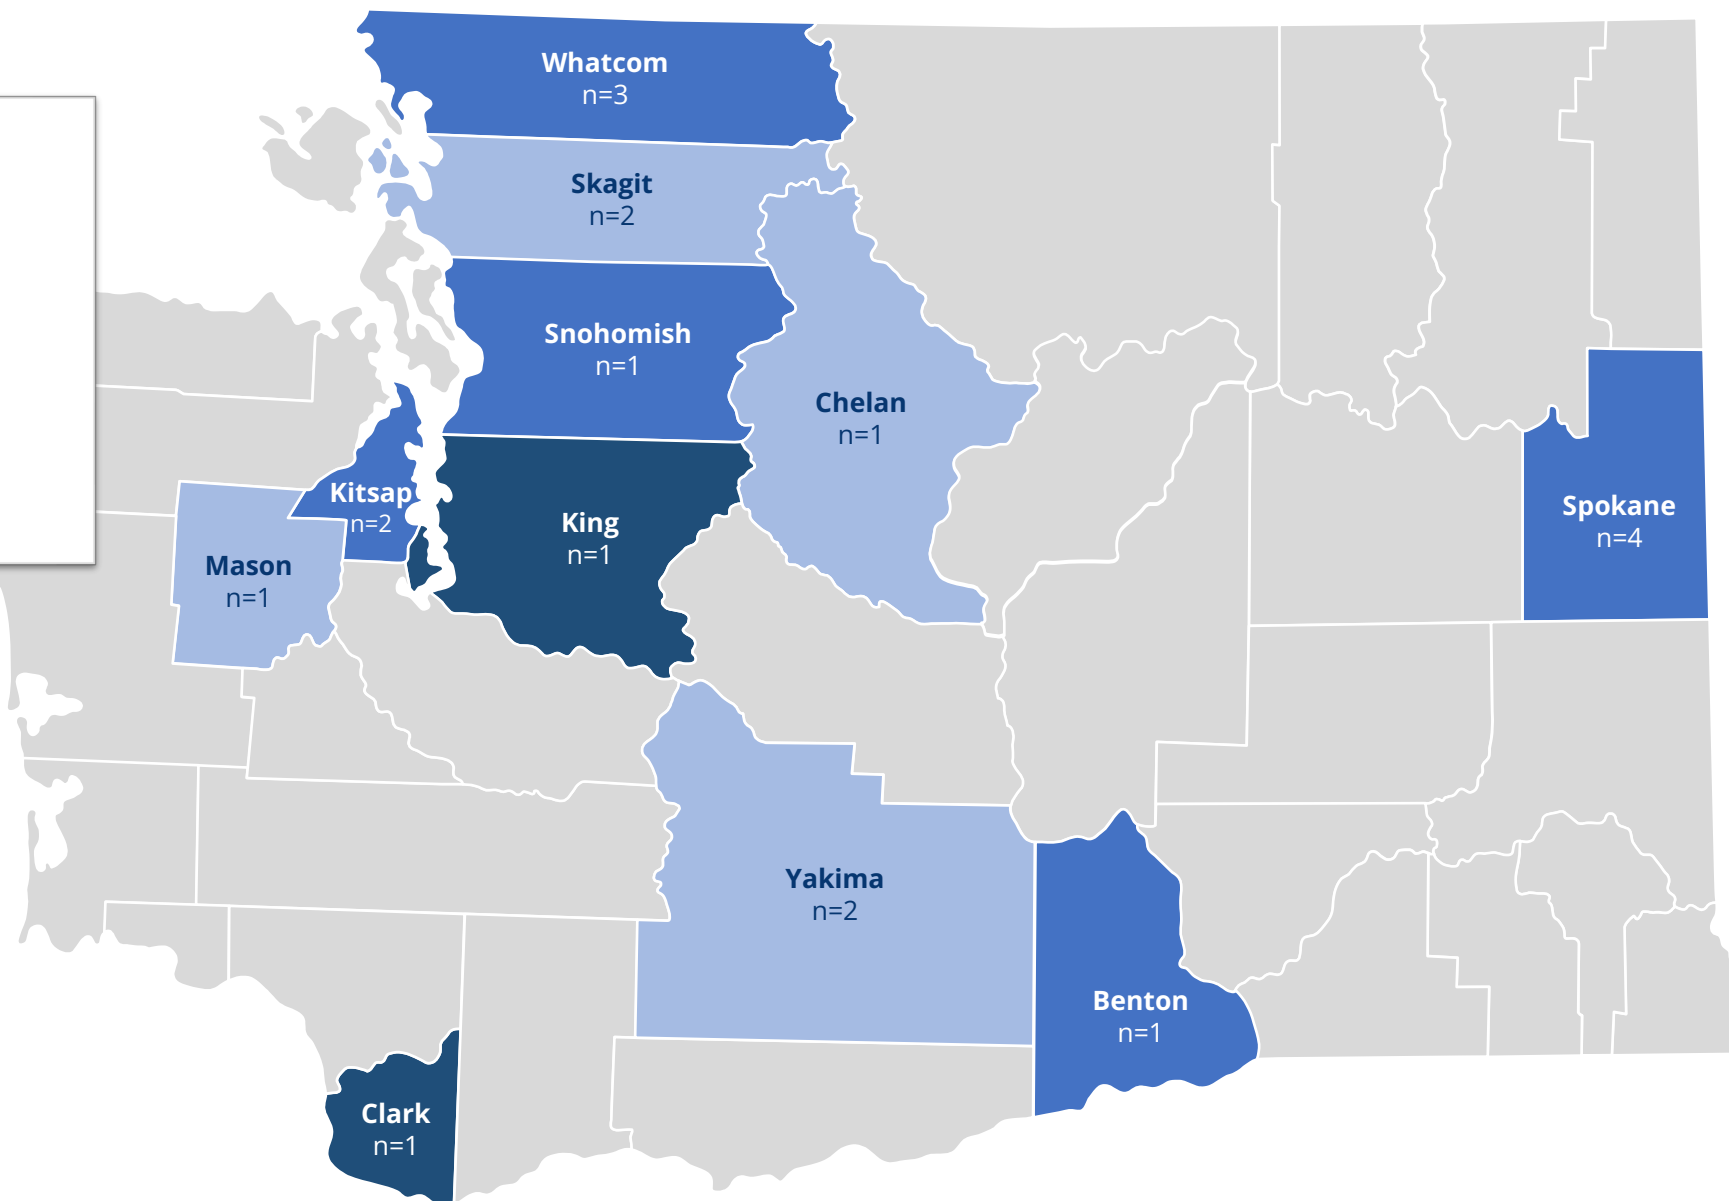 Whatcom
n=3
Skagit
n=2
Snohomish
n=1
Chelan
n=1
Kitsap
n=2
King
n=1
Spokane
n=4
Mason
n=1
Yakima
n=2
Benton
n=1
Clark
n=1